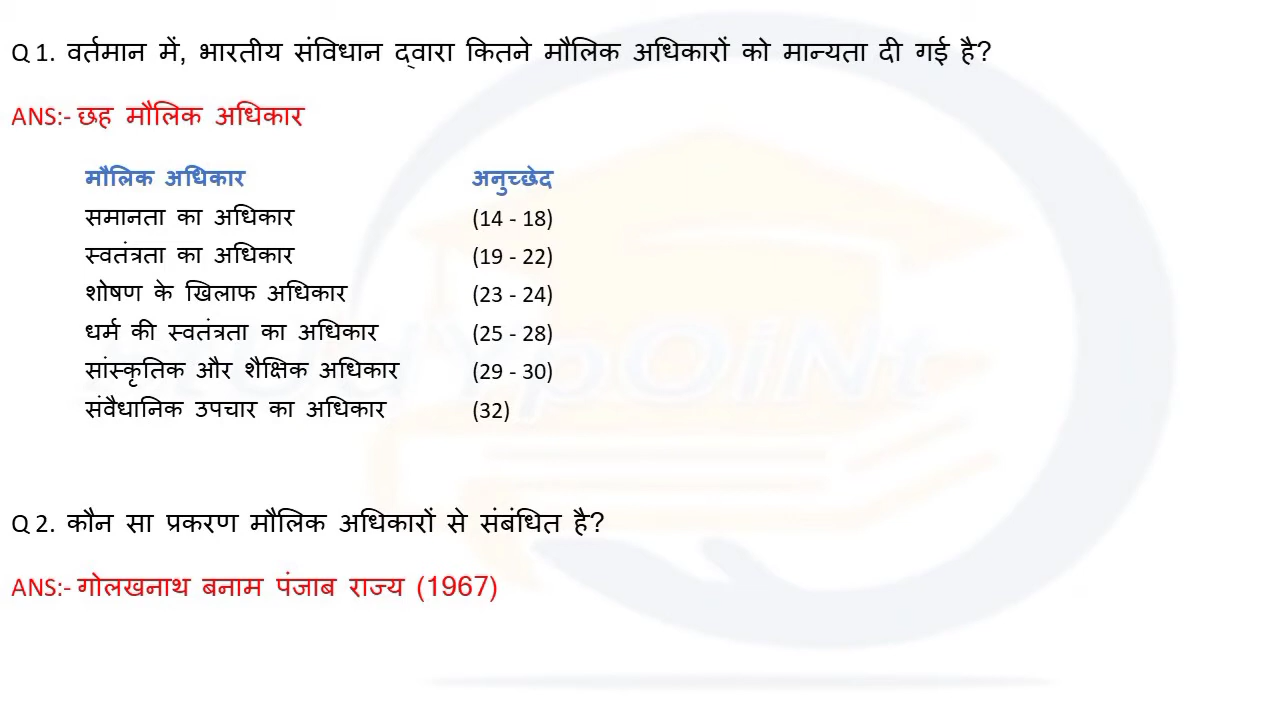 Q 1. वर्तमान में, भारतीय संविधान द्वारा कितने मौलिक अधिकारों को मान्यता दी गई है?
ANS:- छह मौलिक अधिकार
मौलिक अधिकार अनुच्छेद
समानता का अधिकार (14 - 18)
स्वतंत्रता का अधिकार (19 - 22)
शोषण के खिलाफ अधिकार (23 - 24)
धर्म की स्वतंत्रता का अधिकार (25 - 28)
सांस्कृतिक और शैक्षिक अधिकार (29 - 30)
संवैधानिक उपचार का अधिकार (32)
Q 2. कौन सा प्रकरण मौलिक अधिकारों से संबंधित है?
ANS:- गोलखनाथ बनाम पंजाब राज्य (1967)